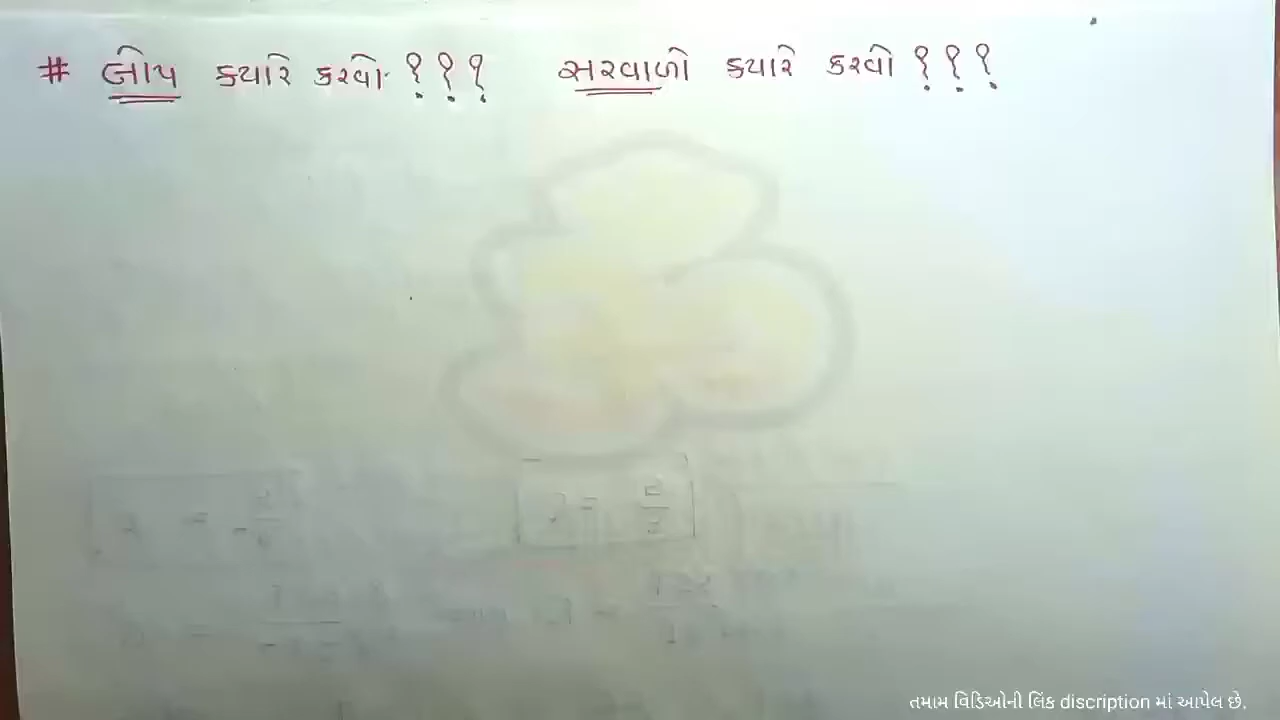 # લોપ ક્યારે કરવો ??? સરવાળો ક્યારે કરવો ???
તમામ વિડિઓની લિંક discription માં આપેલ છે.